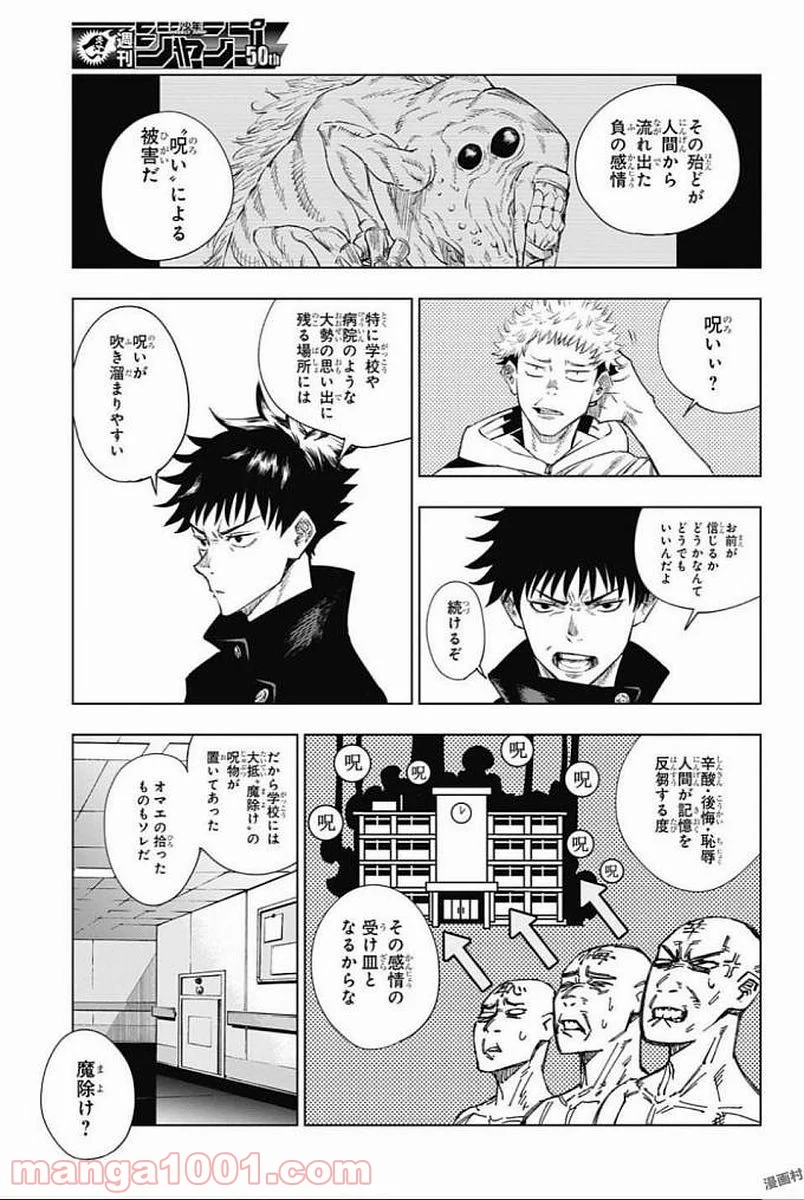 週刊少年ジャンプ50th
その殆どが
人間から
流れ出た
負の感情
“呪い”による
被害だ
呪いぃ?
お前が
信じるか
どうかなんて
どうでも
いいんだよ
続けるぞ
特に学校や
病院のような
大勢の思い出に
残る場所には
呪いが
吹き溜まりやすい
辛酸・後悔・恥辱
人間が記憶を
反芻する度
呪
呪
呪
呪
呪
呪
その感情の
受け皿と
なるからな
だから学校には
大抵“魔除け”の
呪物が
置いてあった
オマエの拾った
ものもソレだ
魔除け?
manga1001.com
漫画村